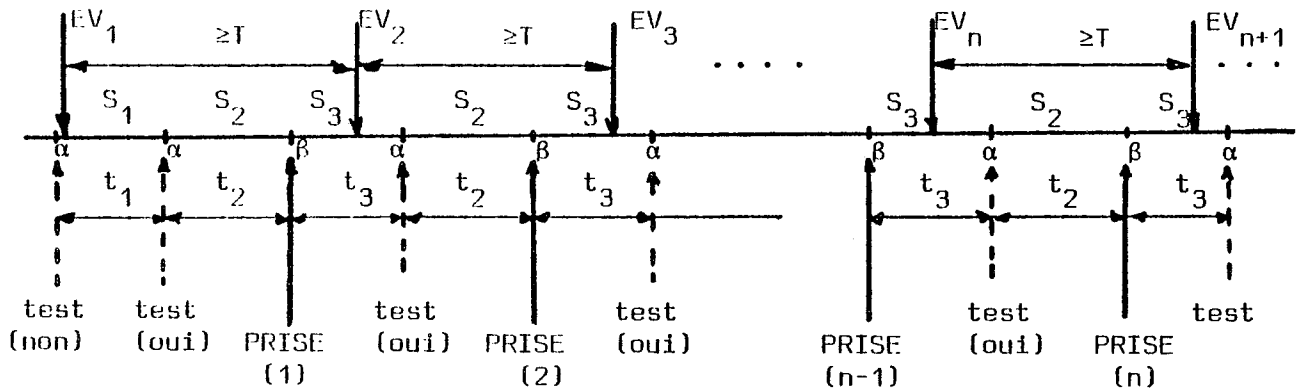 EV₁ ≥T EV₂ ≥T EV₃ . . . . EVₙ ≥T EVₙ₊₁ . . .
S₁ S₂ S₃ S₂ S₃ S₃ S₂ S₃
α α β α β α β α β α
t₁ t₂ t₃ t₂ t₃ t₃ t₂ t₃
test test test test test test
(non) (oui) PRISE (oui) PRISE (oui) PRISE (oui) PRISE
(1) (2) (n-1) (n)